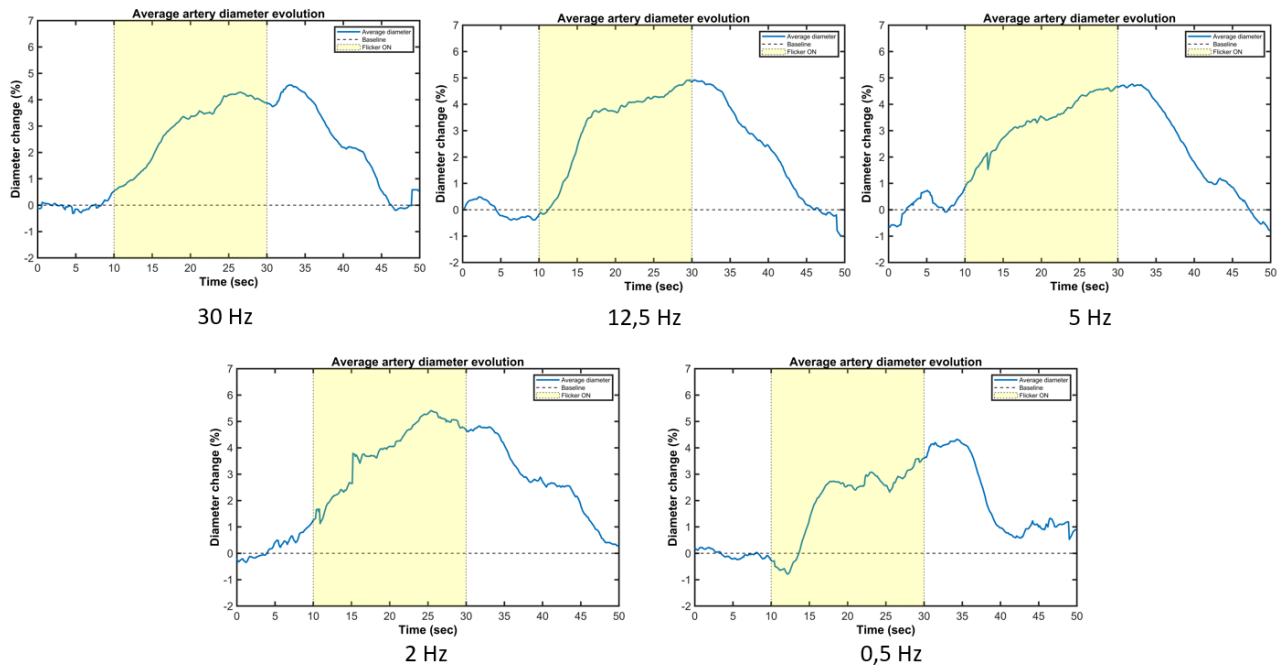 Average artery diameter evolution
Average diameter
Baseline
Flicker ON
Diameter change (%)
7
6
5
4
3
2
1
0
-1
-2
0 5 10 15 20 25 30 35 40 45 50
Time (sec)
30 Hz
Average artery diameter evolution
Average diameter
Baseline
Flicker ON
Diameter change (%)
7
6
5
4
3
2
1
0
-1
-2
0 5 10 15 20 25 30 35 40 45 50
Time (sec)
12,5 Hz
Average artery diameter evolution
Average diameter
Baseline
Flicker ON
Diameter change (%)
7
6
5
4
3
2
1
0
-1
-2
0 5 10 15 20 25 30 35 40 45 50
Time (sec)
5 Hz
Average artery diameter evolution
Average diameter
Baseline
Flicker ON
Diameter change (%)
7
6
5
4
3
2
1
0
-1
-2
0 5 10 15 20 25 30 35 40 45 50
Time (sec)
2 Hz
Average artery diameter evolution
Average diameter
Baseline
Flicker ON
Diameter change (%)
7
6
5
4
3
2
1
0
-1
-2
0 5 10 15 20 25 30 35 40 45 50
Time (sec)
0,5 Hz